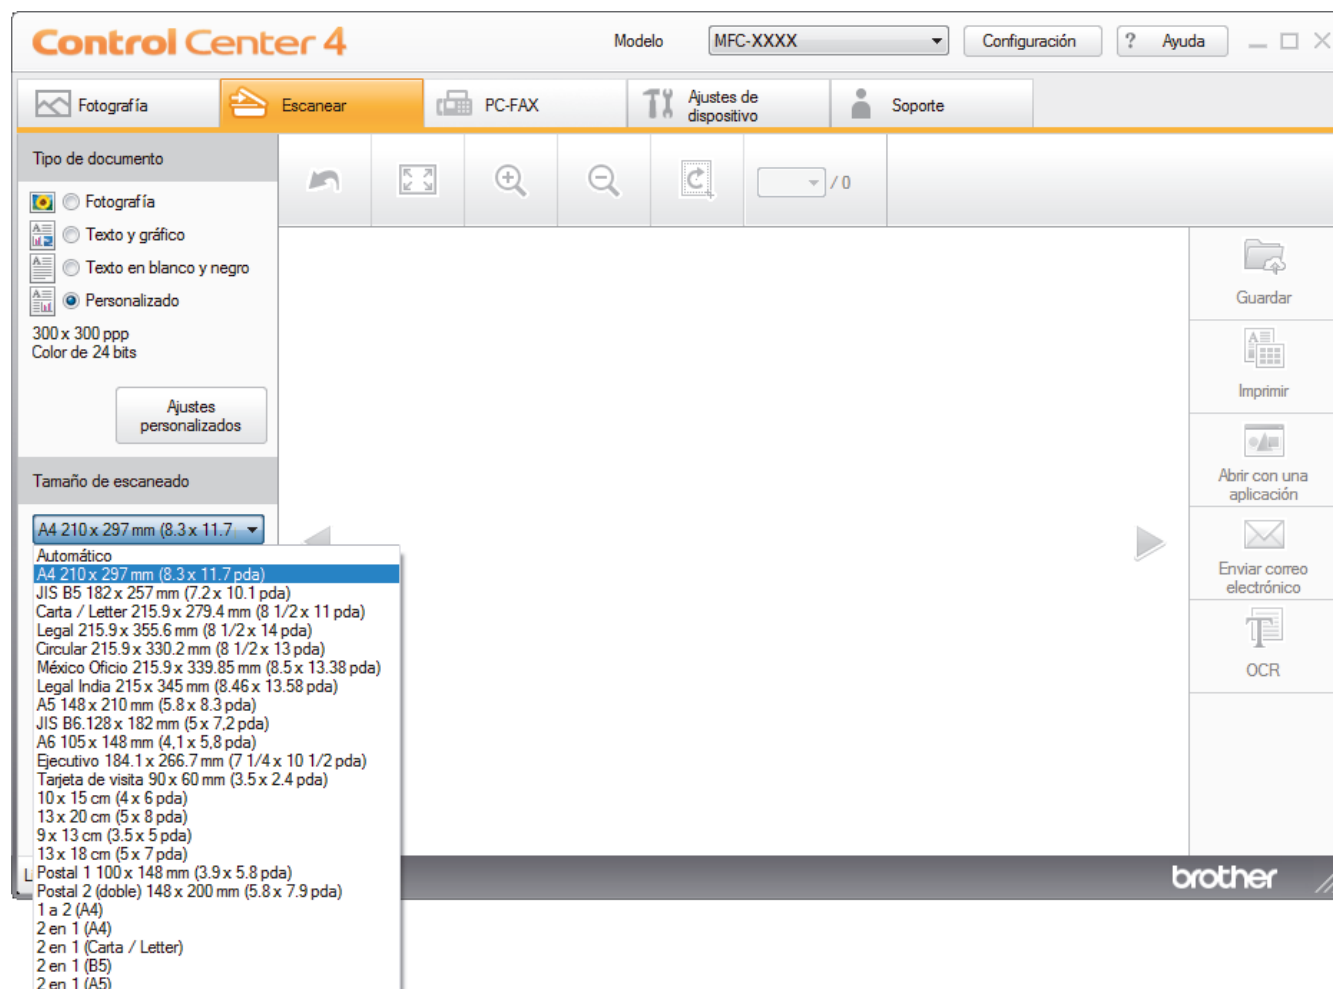 Control Center 4
Modelo
MFC-XXXX
Configuración
? Ayuda
Fotografía
Escanear
PC-FAX
Ajustes de
dispositivo
Soporte
Tipo de documento
/ 0
Fotografía
Texto y gráfico
Texto en blanco y negro
Personalizado
300 x 300 ppp
Color de 24 bits
Ajustes
personalizados
Tamaño de escaneado
A4 210 x 297 mm (8.3 x 11.7
Automático
A4 210 x 297 mm (8.3 x 11.7 pda)
JIS B5 182 x 257 mm (7.2 x 10.1 pda)
Carta / Letter 215.9 x 279.4 mm (8 1/2 x 11 pda)
Legal 215.9 x 355.6 mm (8 1/2 x 14 pda)
Circular 215.9 x 330.2 mm (8 1/2 x 13 pda)
México Oficio 215.9 x 339.85 mm (8.5 x 13.38 pda)
Legal India 215 x 345 mm (8.46 x 13.58 pda)
A5 148 x 210 mm (5.8 x 8.3 pda)
JIS B6.128 x 182 mm (5 x 7,2 pda)
A6 105 x 148 mm (4,1 x 5,8 pda)
Ejecutivo 184.1 x 266.7 mm (7 1/4 x 10 1/2 pda)
Tarjeta de visita 90 x 60 mm (3.5 x 2.4 pda)
10 x 15 cm (4 x 6 pda)
13 x 20 cm (5 x 8 pda)
9 x 13 cm (3.5 x 5 pda)
13 x 18 cm (5 x 7 pda)
Postal 1 100 x 148 mm (3.9 x 5.8 pda)
Postal 2 (doble) 148 x 200 mm (5.8 x 7.9 pda)
1 a 2 (A4)
2 en 1 (A4)
2 en 1 (Carta / Letter)
2 en 1 (B5)
2 en 1 (A5)
Guardar
Imprimir
Abrir con una
aplicación
Enviar correo
electrónico
OCR
brother